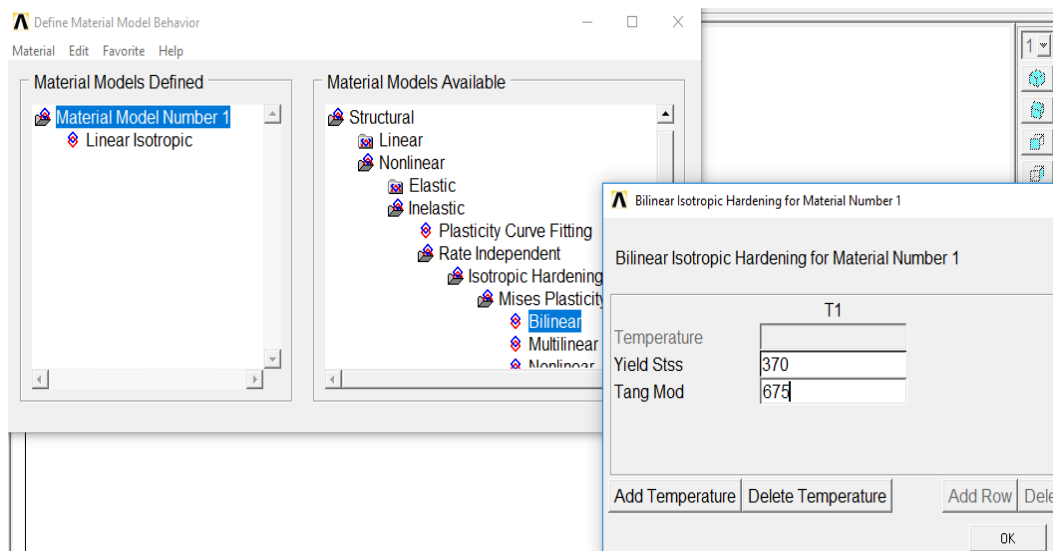 Define Material Model Behavior
Material Edit Favorite Help
Material Models Defined
Material Model Number 1
Linear Isotropic
Material Models Available
Structural
Linear
Nonlinear
Elastic
Inelastic
Plasticity Curve Fitting
Rate Independent
Isotropic Hardening
Mises Plasticity
Bilinear
Multilinear
Nonlinear
1
Bilinear Isotropic Hardening for Material Number 1
Bilinear Isotropic Hardening for Material Number 1
T1
Temperature
Yield Stss 370
Tang Mod 675
Add Temperature Delete Temperature Add Row Dele
OK